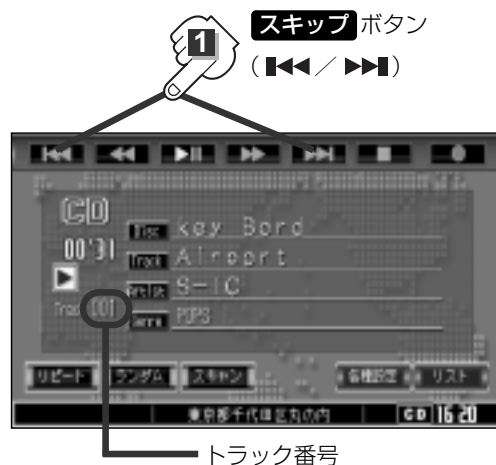 1
スキップ ボタン
(⏮/⏭)
CD
Disc key Bord
00'31
Track Airport
Artist S-IC
Trac 001
Genre POPS
リピート ランダム スキャン 各種設定 リスト
東京都千代田区丸の内 CD 16:20
トラック番号